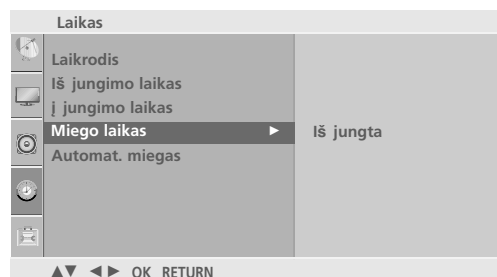 Laikas
Laikrodis
Iš jungimo laikas
į jungimo laikas
Miego laikas ► Iš jungta
Automat. miegas
▲▼ ◄► OK RETURN